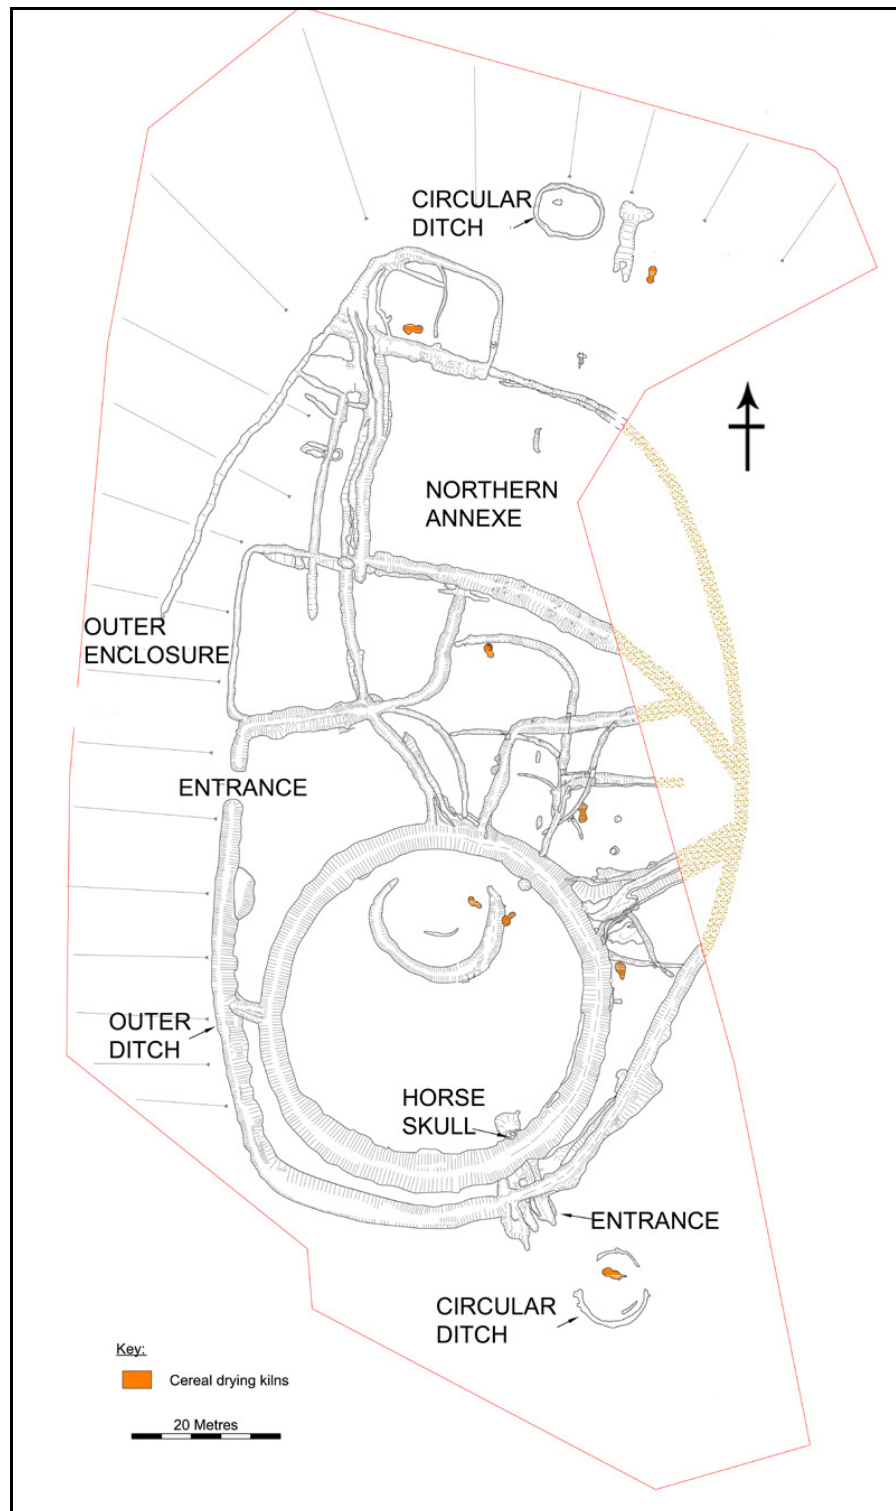 CIRCULAR
DITCH
NORTHERN
ANNEXE
OUTER
ENCLOSURE
ENTRANCE
OUTER
DITCH
HORSE
SKULL
ENTRANCE
CIRCULAR
DITCH
Key:
Cereal drying kilns
20 Metres